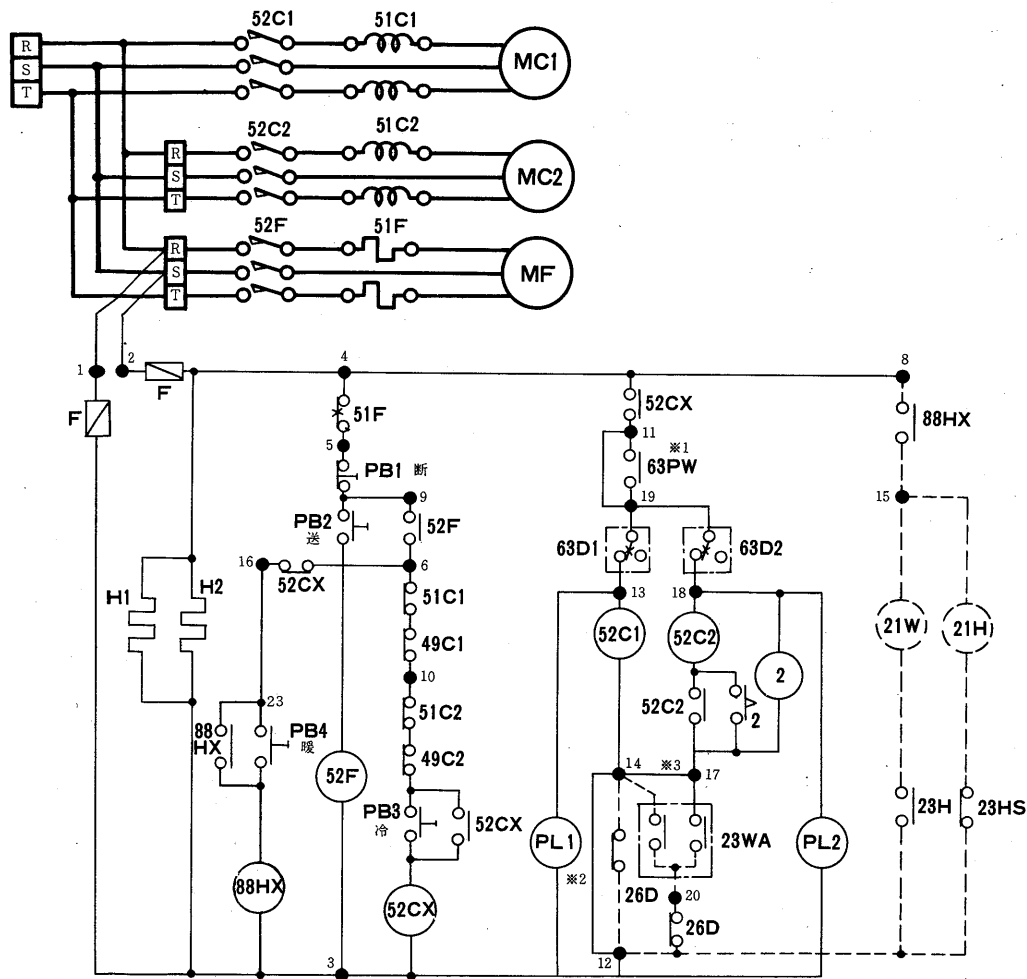 52C1 51C1
R
S
T
MC1
52C2 51C2
R
S
T
MC2
52F 51F
R
S
T
MF
1 2 4 8
F
F
51F
52CX
88HX
5
11
※1
PB1 断
63PW
9
19
15
PB2
送
52F
63D1
63D2
16
52CX
6
H1
H2
51C1
13
18
52C1
52C2
21W
21H
49C1
10
2
23
51C2
52C2
2
88
HX
PB4
暖
49C2
52F
14
※3
17
PB3
冷
52CX
23H
23HS
PL1
23WA
PL2
※2
88HX
26D
20
52CX
26D
3
12